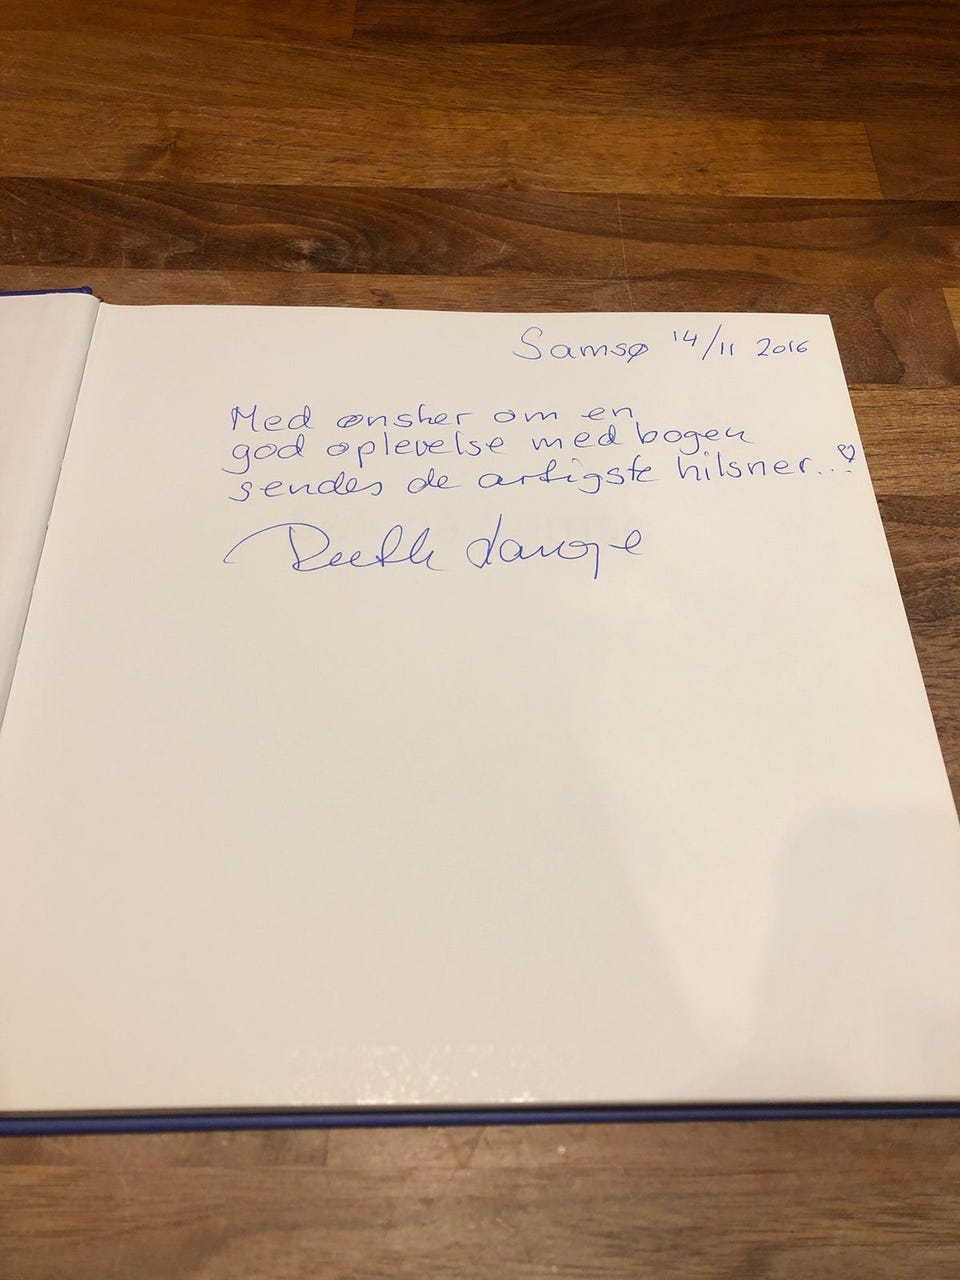 Samsø 14/11 2016
Med ønsker om en
god oplevelse med bogen
sendes de artigste hilsner...